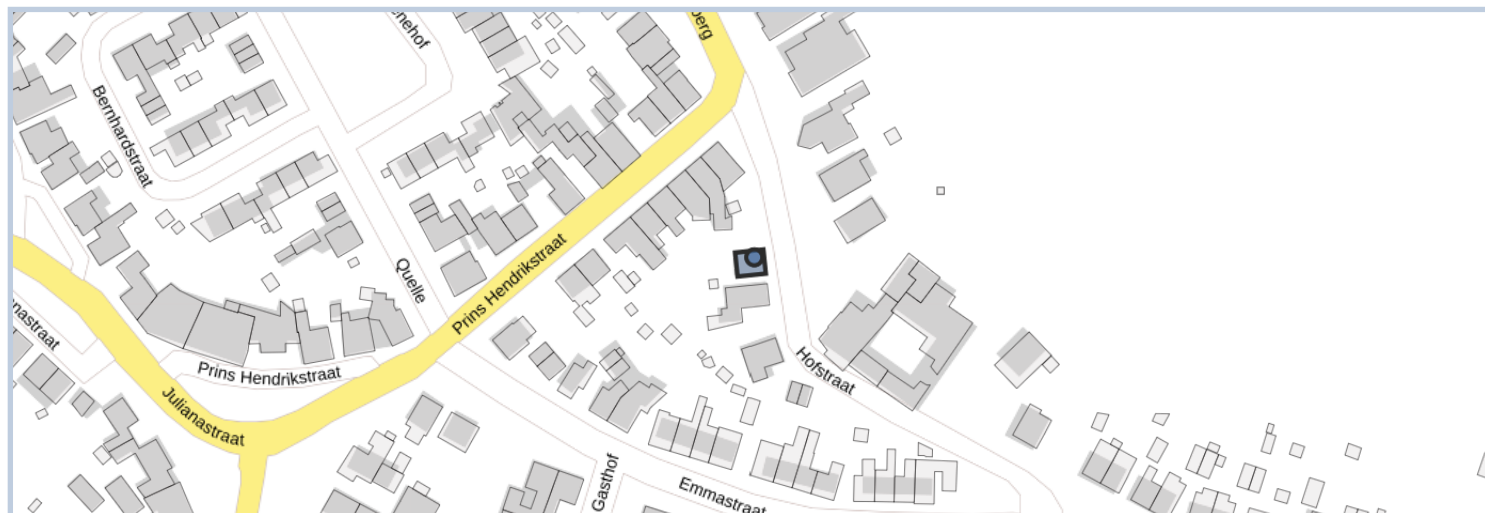 Bernhardstraat
Quelle
Prins Hendrikstraat
Prins Hendrikstraat
Julianastraat
Hofstraat
Gasthof
Emmastraat